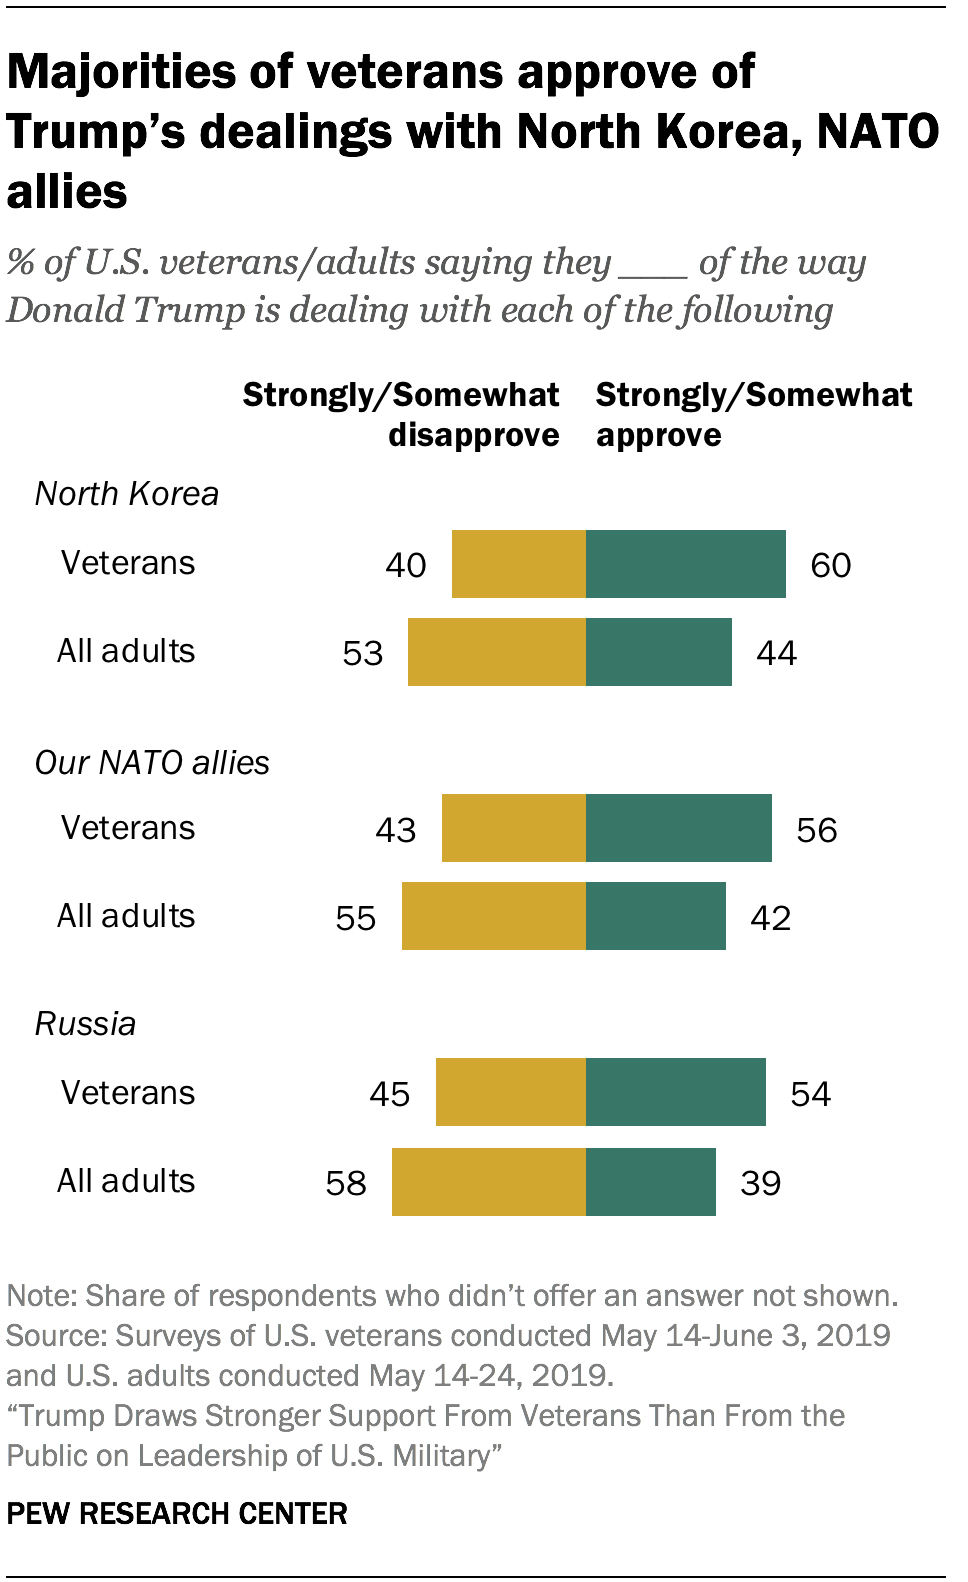 Majorities of veterans approve of
Trump’s dealings with North Korea, NATO
allies
% of U.S. veterans/adults saying they ____ of the way
Donald Trump is dealing with each of the following
Strongly/Somewhat disapprove
Strongly/Somewhat approve
North Korea
Veterans 40 60
All adults 53 44
Our NATO allies
Veterans 43 56
All adults 55 42
Russia
Veterans 45 54
All adults 58 39
Note: Share of respondents who didn’t offer an answer not shown.
Source: Surveys of U.S. veterans conducted May 14-June 3, 2019
and U.S. adults conducted May 14-24, 2019.
“Trump Draws Stronger Support From Veterans Than From the
Public on Leadership of U.S. Military”
PEW RESEARCH CENTER